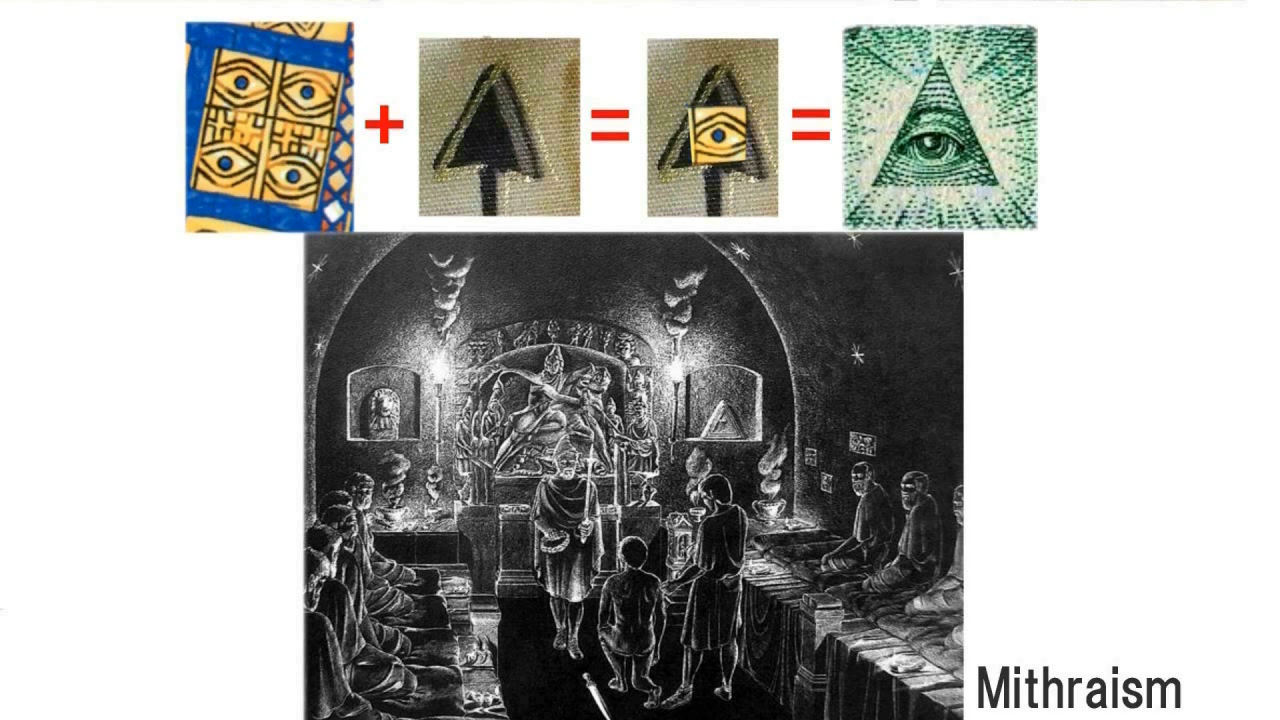 + = =
Mithraism